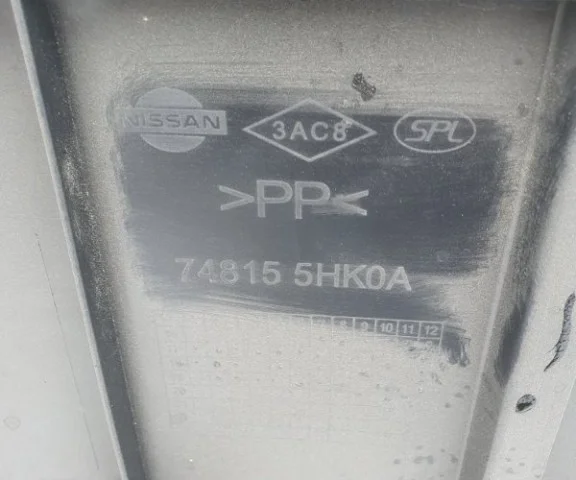 NISSAN 3AC8 SPL
>PP<
74815 5HK0A
8 9 10 11 12